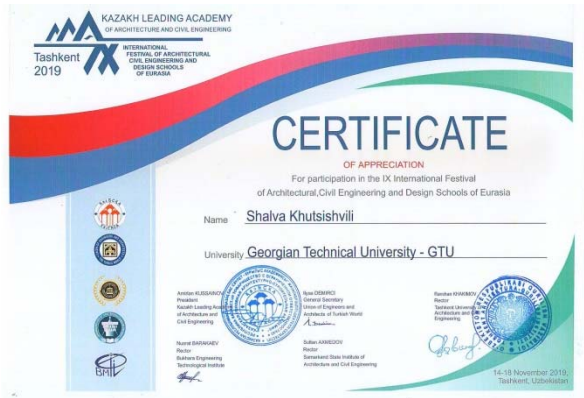 KAZAKH LEADING ACADEMY
OF ARCHITECTURE AND CIVIL ENGINEERING
Tashkent
2019
IX
INTERNATIONAL
FESTIVAL OF ARCHITECTURAL
CIVIL ENGINEERING AND
DESIGN SCHOOLS
OF EURASIA
CERTIFICATE
OF APPRECIATION
For participation in the IX International Festival
of Architectural,Civil Engineering and Design Schools of Eurasia
Name Shalva Khutsishvili
University Georgian Technical University - GTU
Amirlan KUSSAINOV
President
Kazakh Leading Academy
of Architecture and
Civil Engineering
Ilyas DEMIRCI
General Secretary
Union of Engineers and
Architects of Turkish World
Rector
Tashkent University
Architecture and
Engineering
Nusrat BARAKAEV
Rector
Bukhara Engineering
Technological Institute
Sultan AKMEDOV
Rector
Samarkand State Institute of
Architecture and Civil Engineering
14-18 November 2019,
Tashkent, Uzbekistan